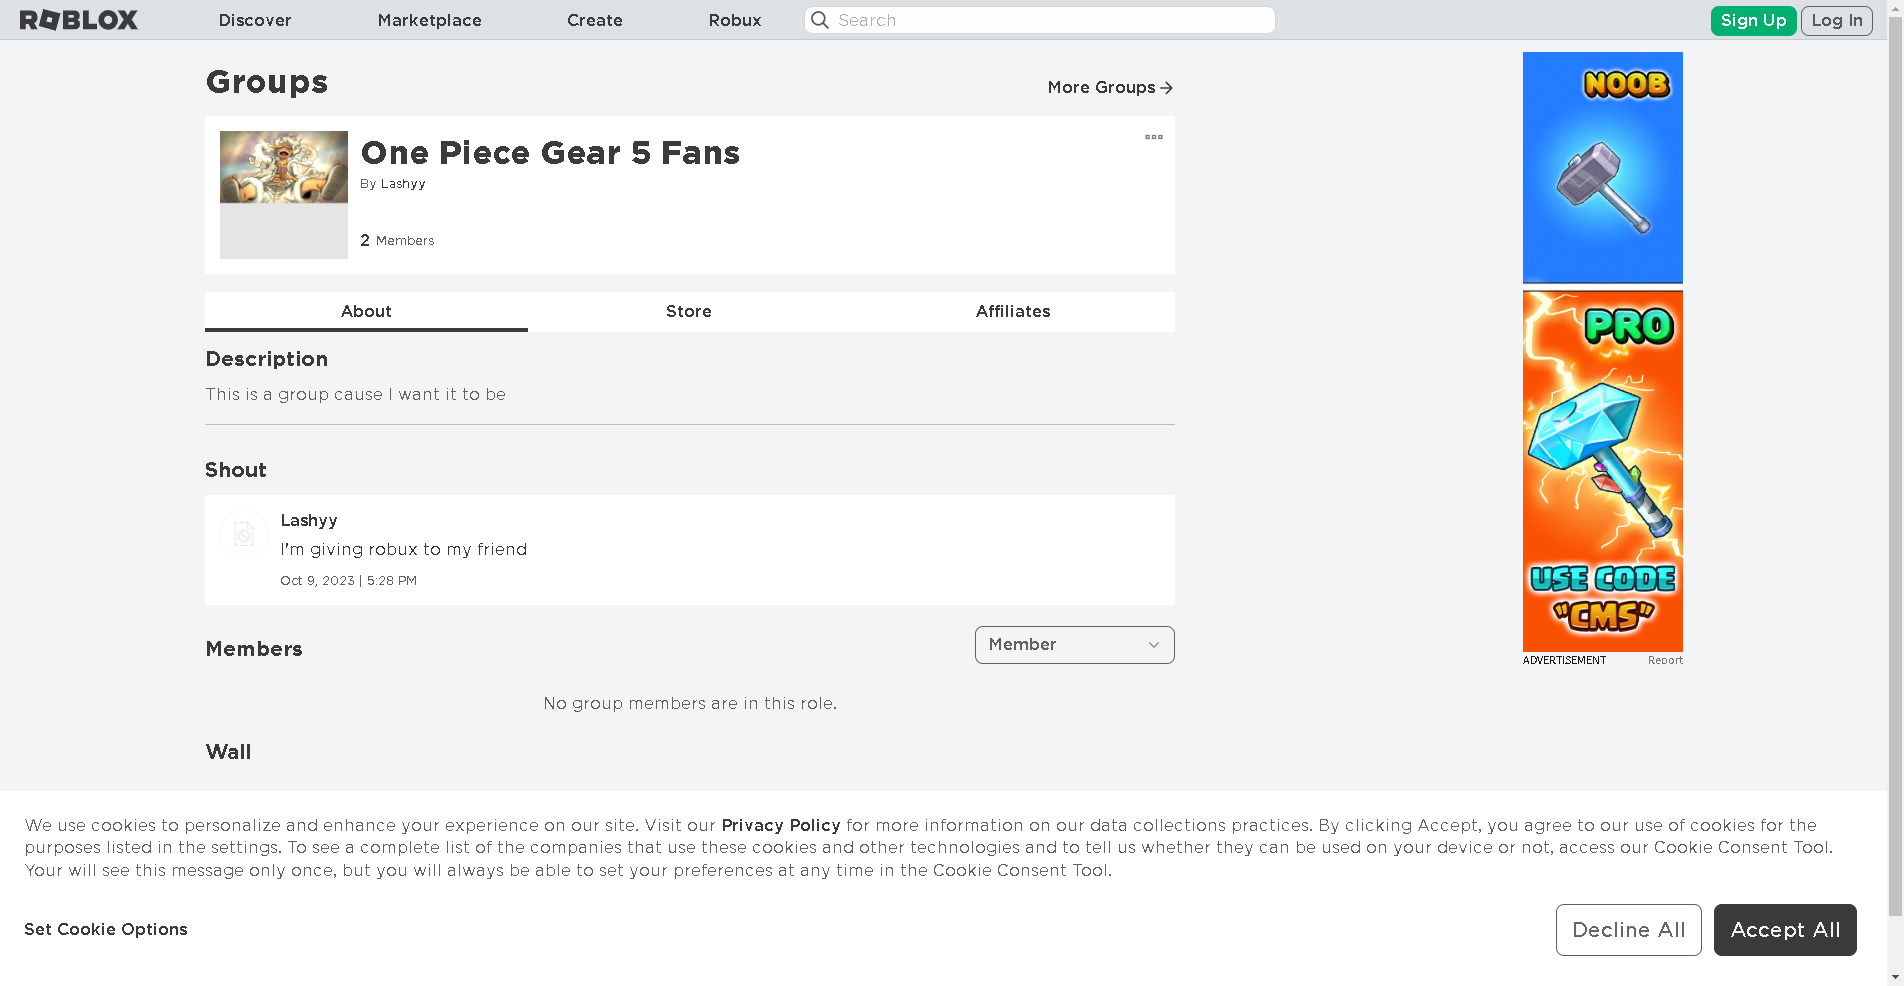 ROBLOX
Discover
Marketplace
Create
Robux
Search
Sign Up
Log In
Groups
More Groups
One Piece Gear 5 Fans
By Lashyy
2 Members
About
Store
Affiliates
Description
This is a group cause I want it to be
Shout
Lashyy
I'm giving robux to my friend
Oct 9, 2023 | 5:28 PM
Members
Member
No group members are in this role.
Wall
NOOB
PRO
USE CODE
"CMS"
ADVERTISEMENT
Report
We use cookies to personalize and enhance your experience on our site. Visit our Privacy Policy for more information on our data collections practices. By clicking Accept, you agree to our use of cookies for the
purposes listed in the settings. To see a complete list of the companies that use these cookies and other technologies and to tell us whether they can be used on your device or not, access our Cookie Consent Tool.
Your will see this message only once, but you will always be able to set your preferences at any time in the Cookie Consent Tool.
Set Cookie Options
Decline All
Accept All